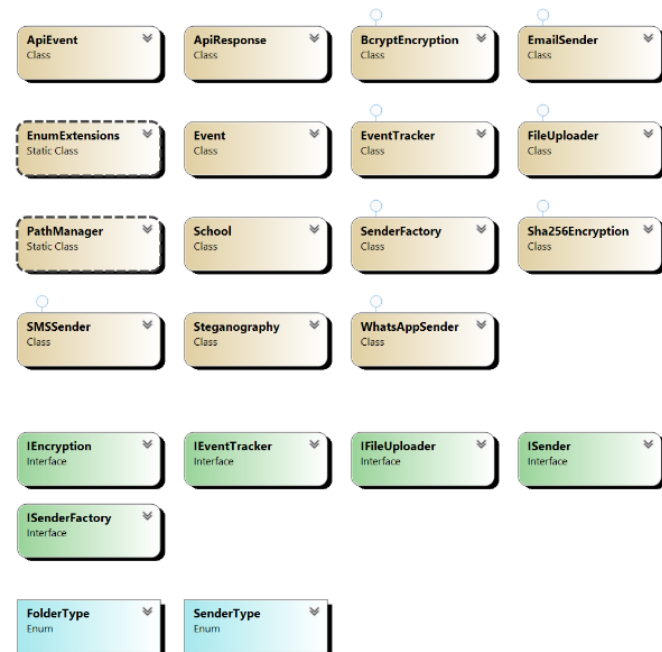 ApiEvent
Class
ApiResponse
Class
BcryptEncryption
Class
EmailSender
Class
EnumExtensions
Static Class
Event
Class
EventTracker
Class
FileUploader
Class
PathManager
Static Class
School
Class
SenderFactory
Class
Sha256Encryption
Class
SMSSender
Class
Steganography
Class
WhatsAppSender
Class
IEncryption
Interface
IEventTracker
Interface
IFileUploader
Interface
ISender
Interface
ISenderFactory
Interface
FolderType
Enum
SenderType
Enum